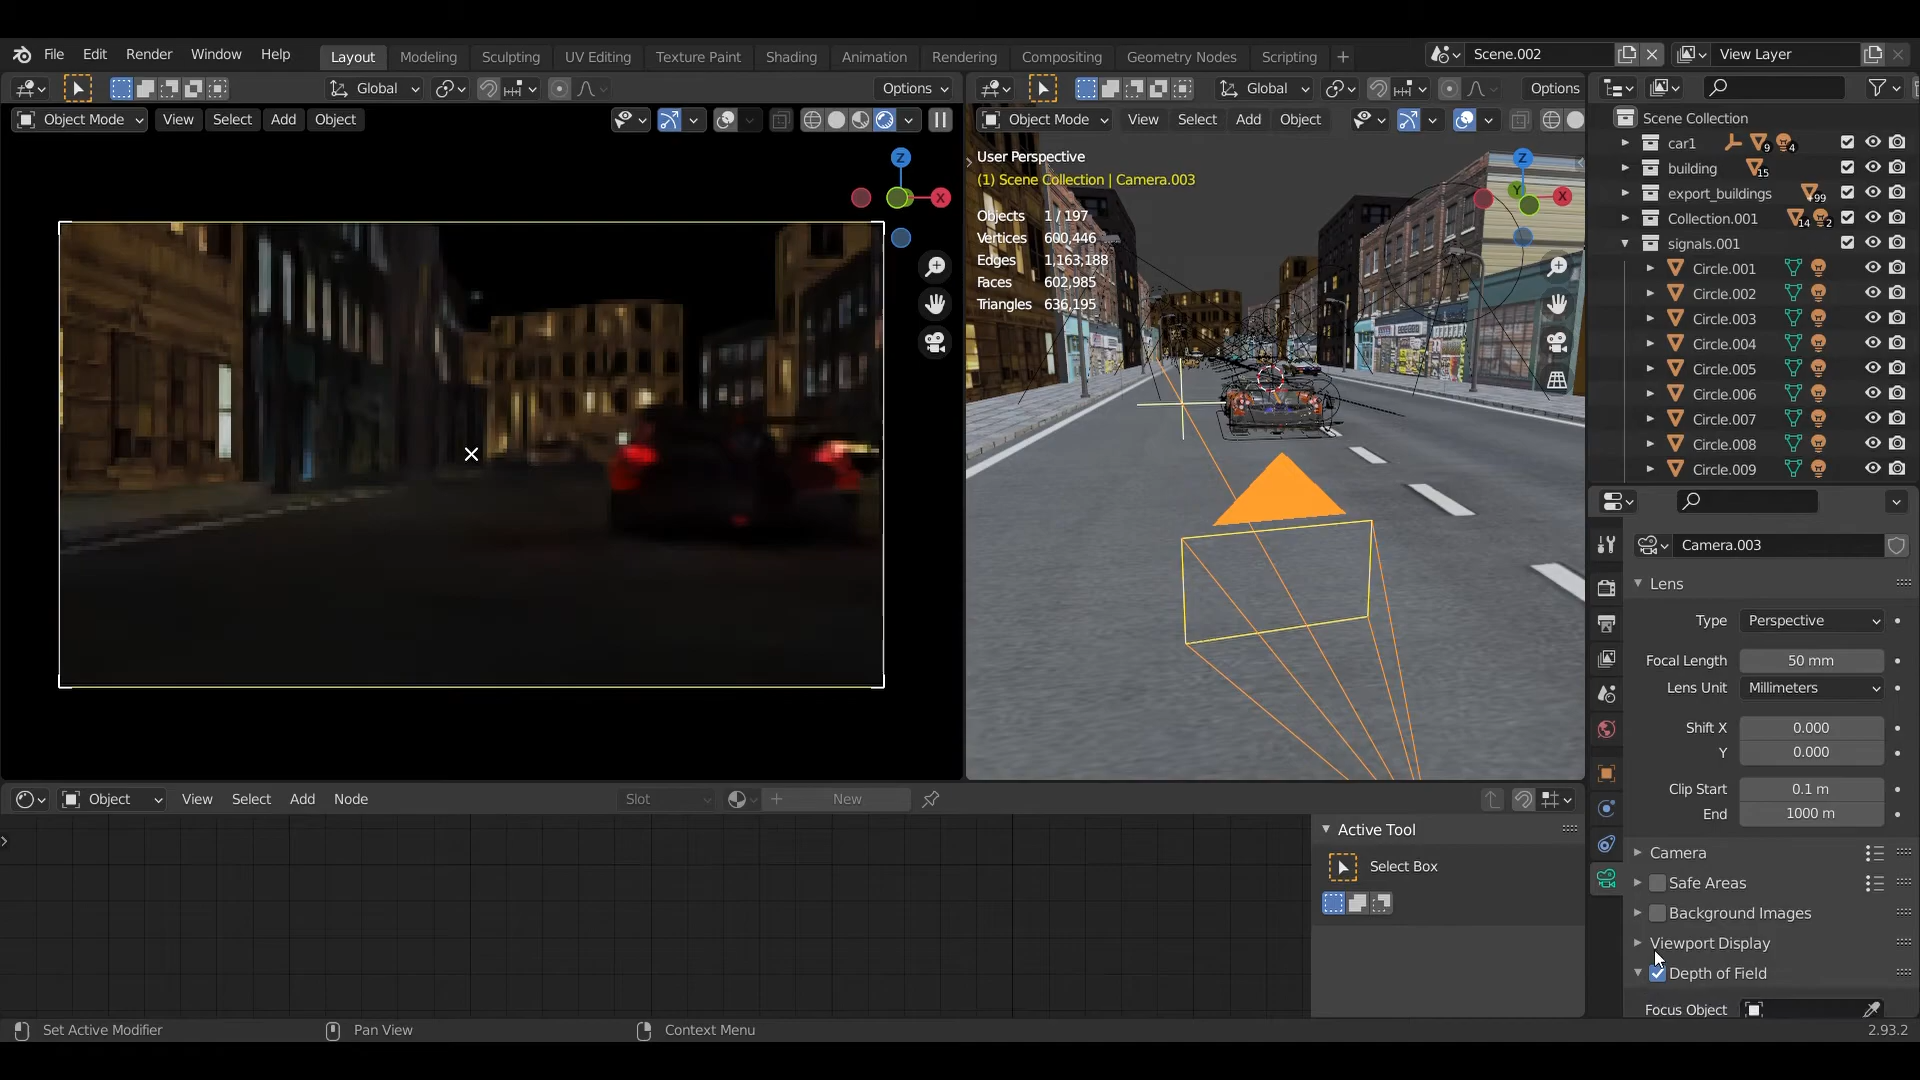 File Edit Render Window Help Layout Modeling Sculpting UV Editing Texture Paint Shading Animation Rendering Compositing Geometry Nodes Scripting + Scene.002 View Layer
Global Options Global Options
Object Mode View Select Add Object Object Mode View Select Add Object
Z
X
User Perspective
(1) Scene Collection | Camera.003
Objects 1 / 197
Vertices 600,446
Edges 1,163,188
Faces 602,985
Triangles 636,195
Z
Y
X
Scene Collection
car1 9 4
building 15
export_buildings 99
Collection.001 14 2
signals.001
Circle.001
Circle.002
Circle.003
Circle.004
Circle.005
Circle.006
Circle.007
Circle.008
Circle.009
Camera.003
Lens
Type Perspective
Focal Length 50 mm
Lens Unit Millimeters
Shift X 0.000
Y 0.000
Clip Start 0.1 m
End 1000 m
Camera
Safe Areas
Background Images
Viewport Display
Depth of Field
Focus Object
Object View Select Add Node Slot New
Active Tool
Select Box
Set Active Modifier Pan View Context Menu 2.93.2